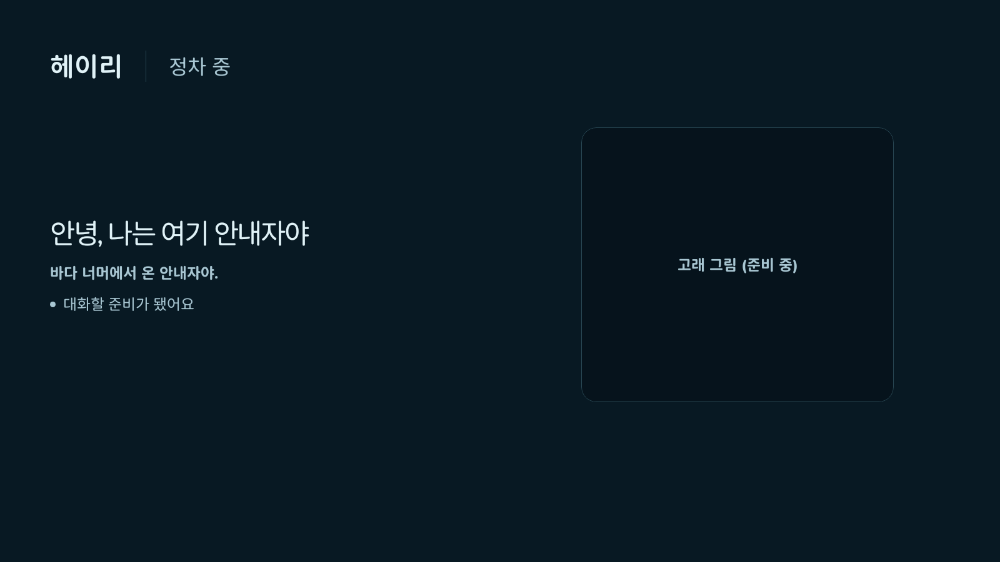 헤이리
정차 중
안녕, 나는 여기 안내자야
바다 너머에서 온 안내자야.
대화할 준비가 됐어요
고래 그림 (준비 중)